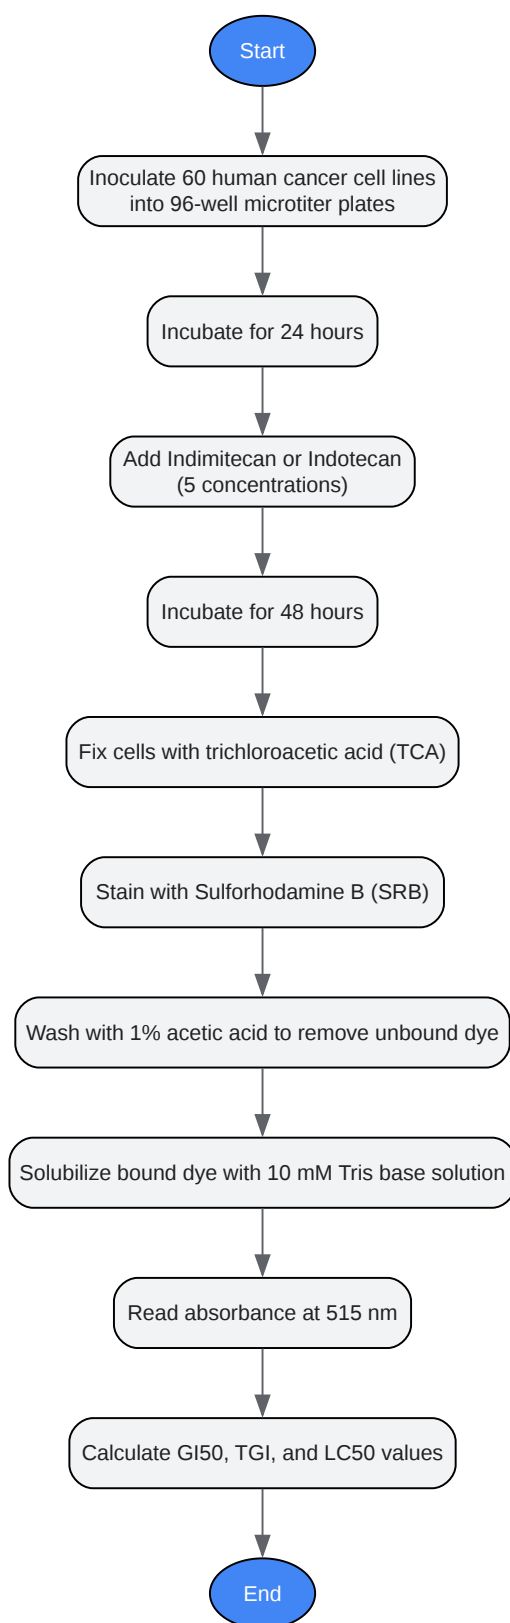 Start
Inoculate 60 human cancer cell lines
into 96-well microtiter plates
Incubate for 24 hours
Add Indimitecan or Indotecan
(5 concentrations)
Incubate for 48 hours
Fix cells with trichloroacetic acid (TCA)
Stain with Sulforhodamine B (SRB)
Wash with 1% acetic acid to remove unbound dye
Solubilize bound dye with 10 mM Tris base solution
Read absorbance at 515 nm
Calculate GI50, TGI, and LC50 values
End